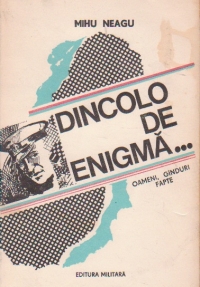 MIHU NEAGU
DINCOLO
DE
ENIGMĂ...
OAMENI, GÎNDURI
FAPTE
EDITURA MILITARĂ